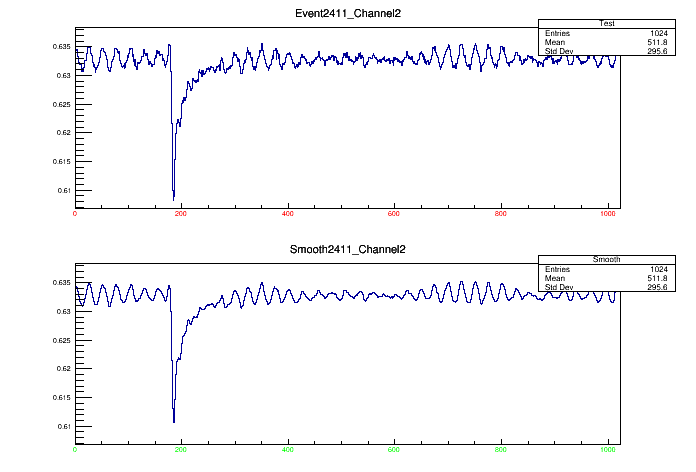 Event2411_Channel2
Test
Entries 1024
Mean 511.8
Std Dev 295.6
0.635
0.63
0.625
0.62
0.615
0.61
0 200 400 600 800 1000
Smooth2411_Channel2
Smooth
Entries 1024
Mean 511.8
Std Dev 295.6
0.635
0.63
0.625
0.62
0.615
0.61
0 200 400 600 800 1000